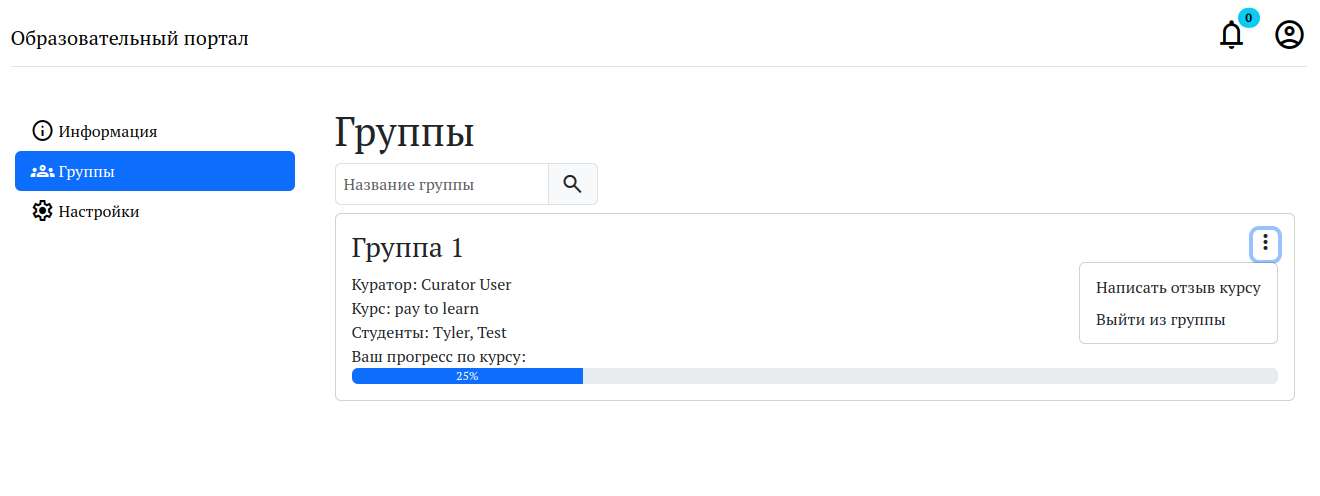 Образовательный портал
0
Информация
Группы
Настройки
Группы
Название группы
Группа 1
Куратор: Curator User
Курс: pay to learn
Студенты: Tyler, Test
Ваш прогресс по курсу:
25%
Написать отзыв курсу
Выйти из группы